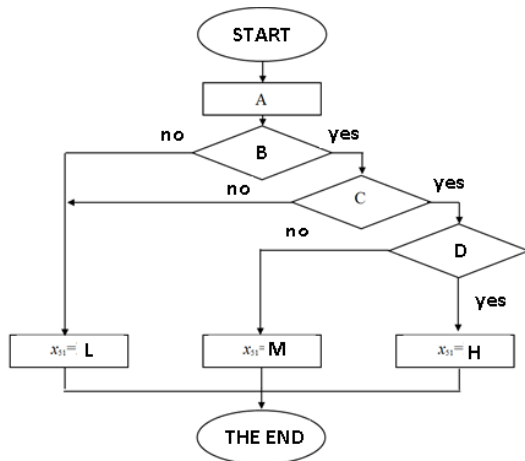 START
A
no
yes
B
no
yes
C
no
D
yes
x₅₁= L
x₅₁= M
x₅₁= H
THE END